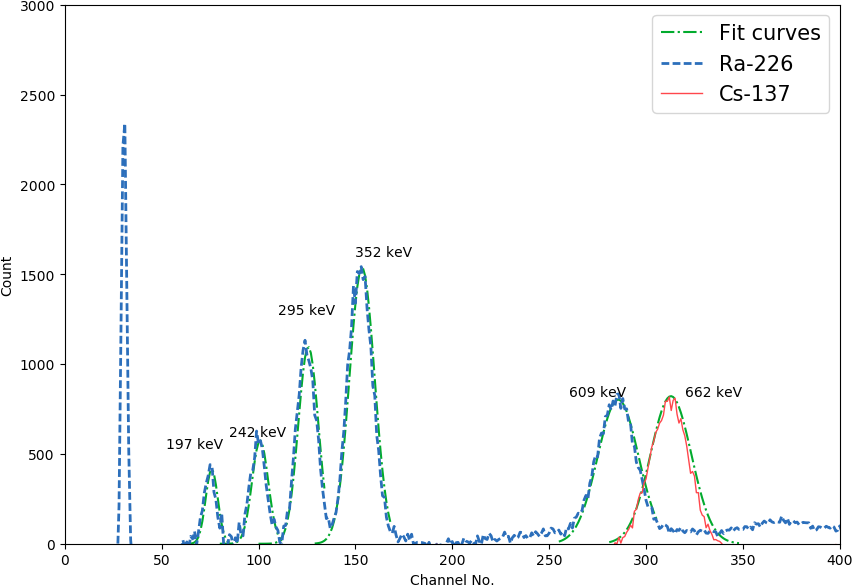 3000
2500
2000
1500
1000
500
0
Count
Fit curves
Ra-226
Cs-137
352 keV
295 keV
609 keV
662 keV
242 keV
197 keV
0 50 100 150 200 250 300 350 400
Channel No.